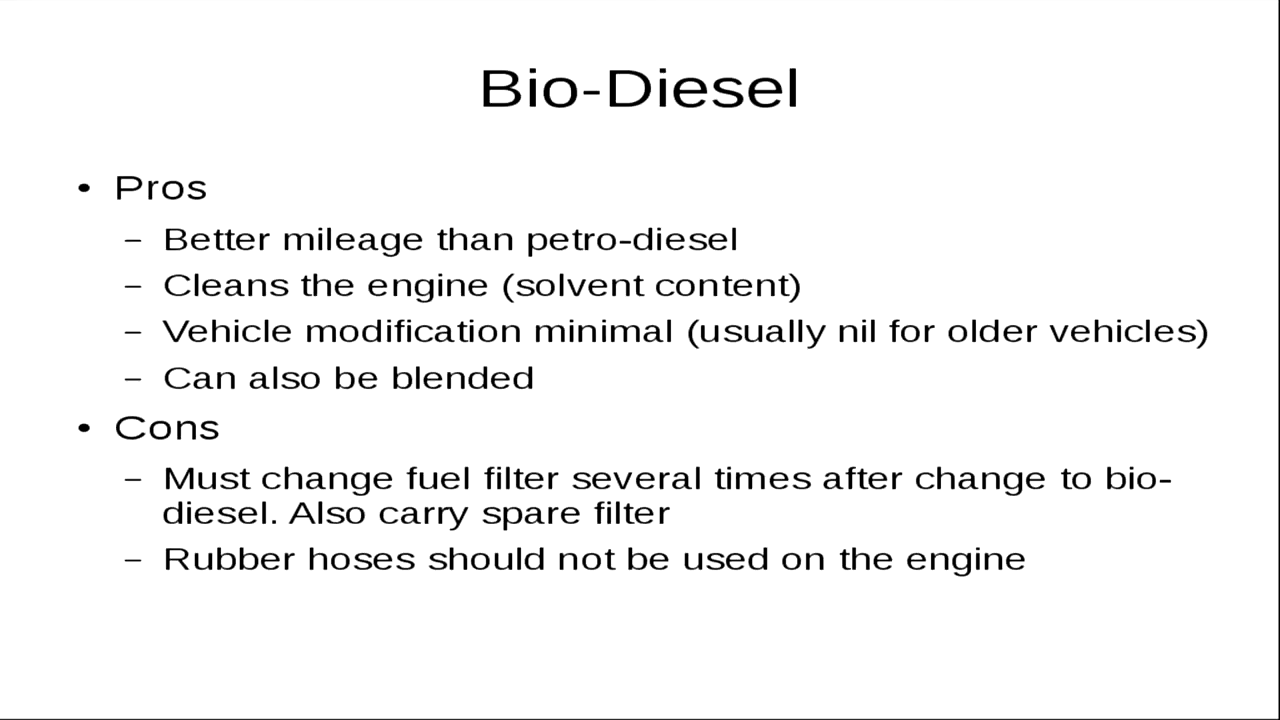 Bio-Diesel
• Pros
– Better mileage than petro-diesel
– Cleans the engine (solvent content)
– Vehicle modification minimal (usually nil for older vehicles)
– Can also be blended
• Cons
– Must change fuel filter several times after change to bio-
diesel. Also carry spare filter
– Rubber hoses should not be used on the engine